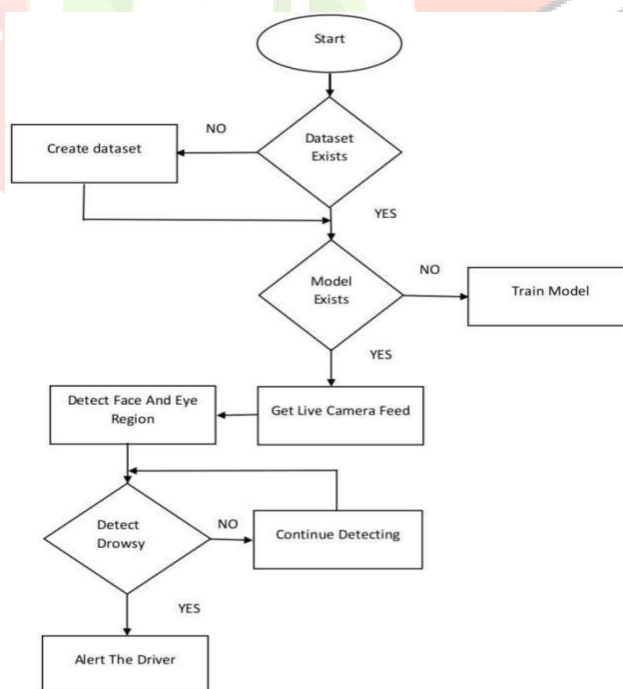 Start
Dataset
Exists
NO
Create dataset
YES
Model
Exists
NO
Train Model
YES
Get Live Camera Feed
Detect Face And Eye
Region
Detect
Drowsy
NO
Continue Detecting
YES
Alert The Driver